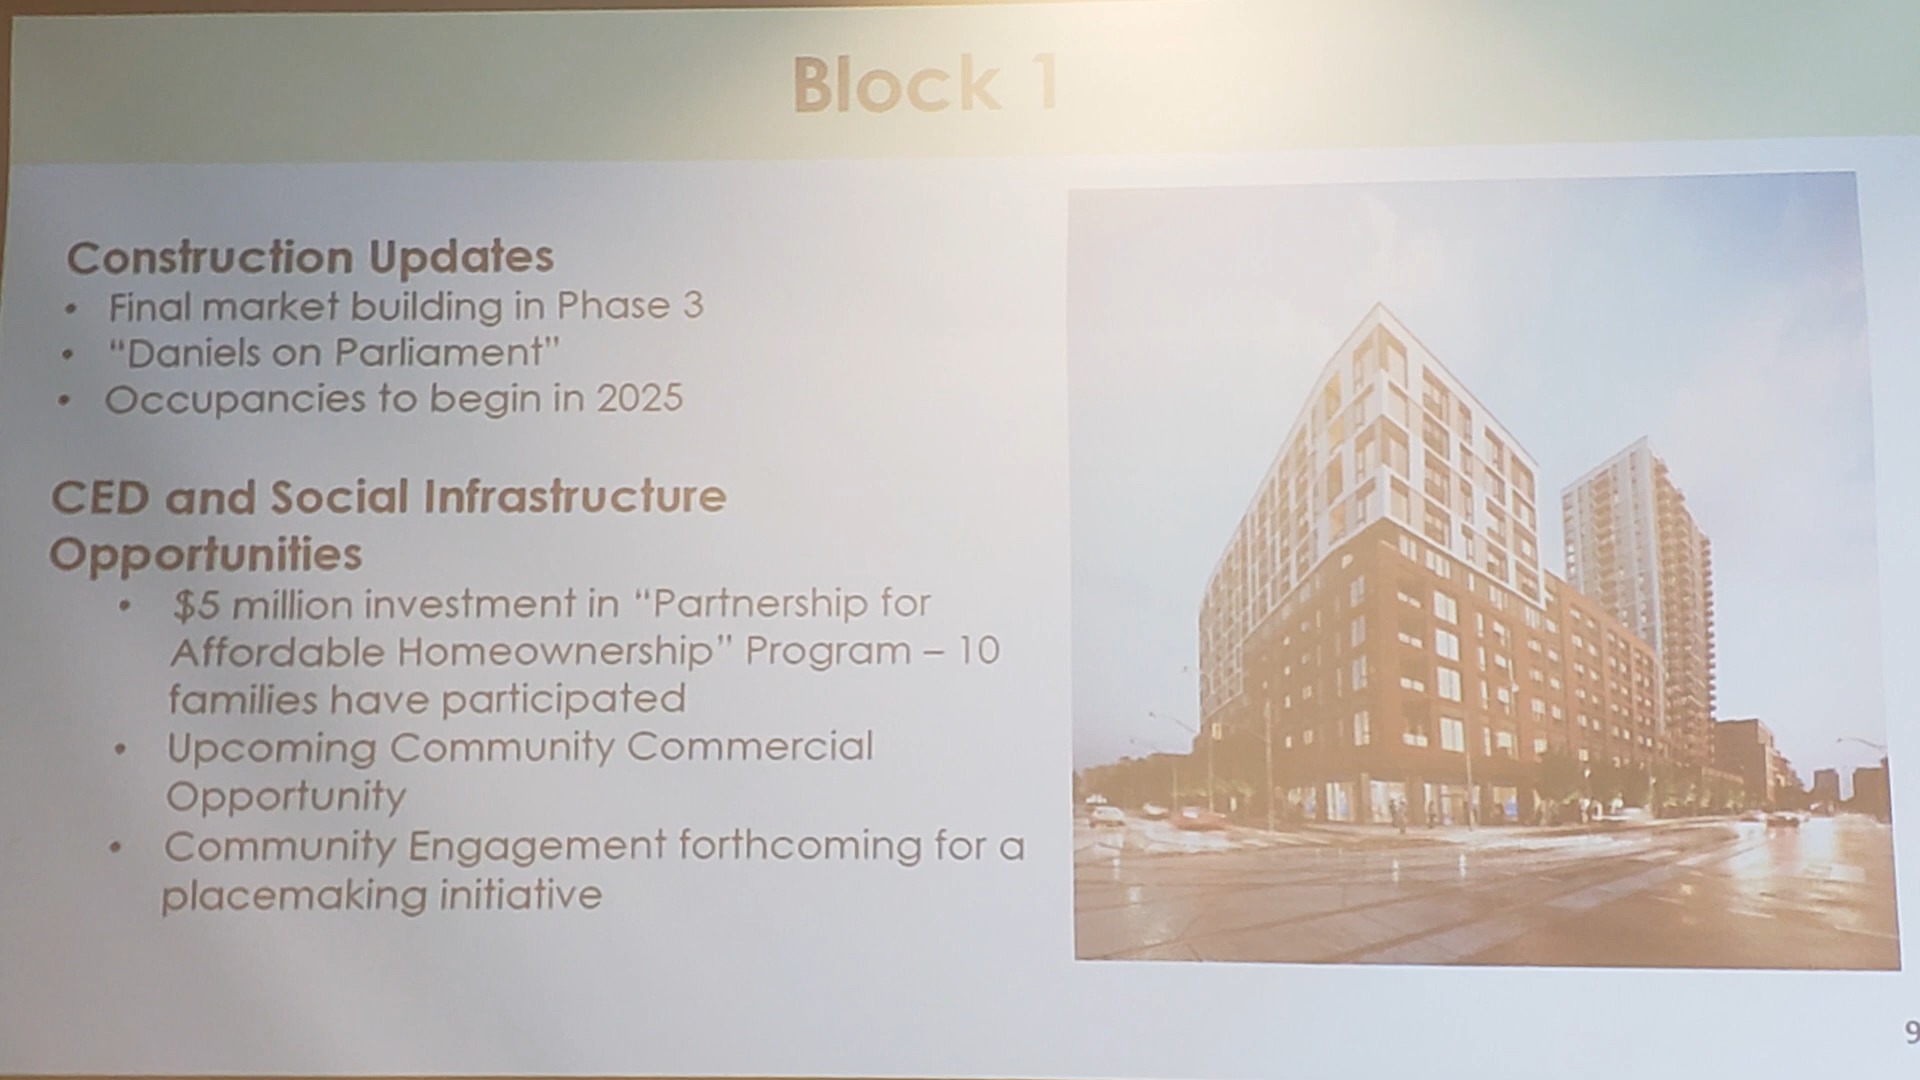 Block 1
Construction Updates
• Final market building in Phase 3
• “Daniels on Parliament”
• Occupancies to begin in 2025
CED and Social Infrastructure
Opportunities
• $5 million investment in “Partnership for
Affordable Homeownership” Program – 10
families have participated
• Upcoming Community Commercial
Opportunity
• Community Engagement forthcoming for a
placemaking initiative
9